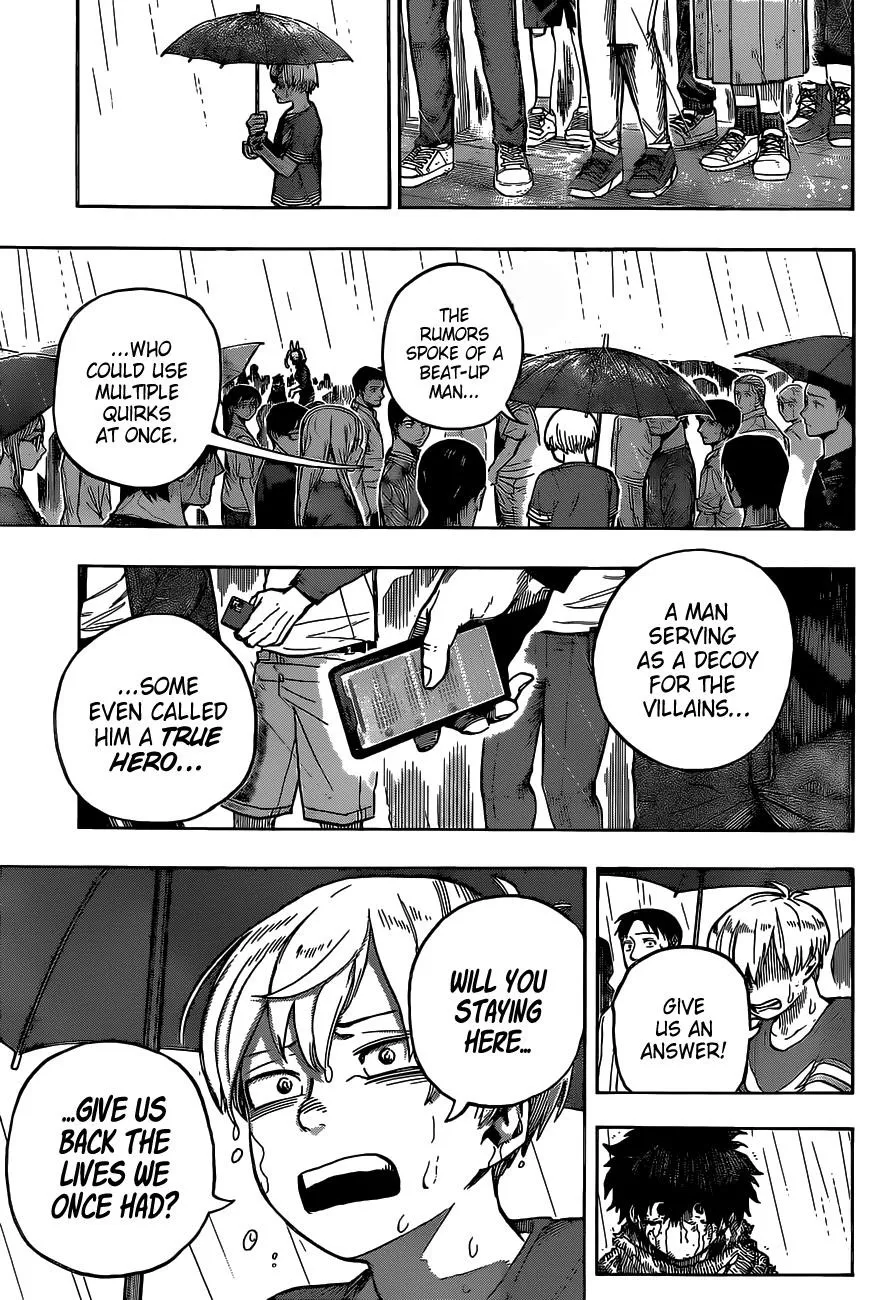 THE
RUMORS
SPOKE OF A
BEAT-UP
MAN...
...WHO
COULD USE
MULTIPLE
QUIRKS
AT ONCE.
A MAN
SERVING
AS A DECOY
FOR THE
VILLAINS...
...SOME
EVEN CALLED
HIM A TRUE
HERO...
GIVE
US AN
ANSWER!
WILL YOU
STAYING
HERE...
...GIVE US
BACK THE
LIVES WE
ONCE HAD?